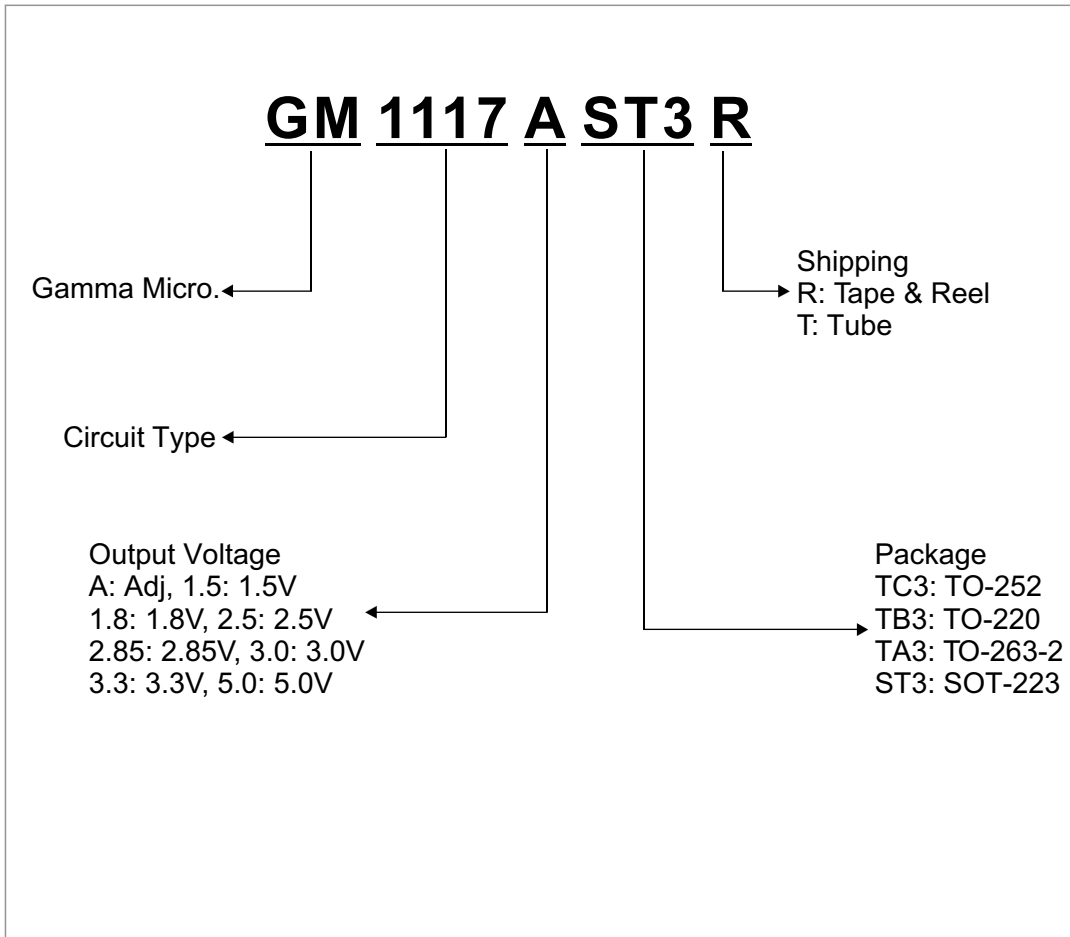 GM 1117 A ST3 R
Gamma Micro.
Shipping
R: Tape & Reel
T: Tube
Circuit Type
Output Voltage
A: Adj, 1.5: 1.5V
1.8: 1.8V, 2.5: 2.5V
2.85: 2.85V, 3.0: 3.0V
3.3: 3.3V, 5.0: 5.0V
Package
TC3: TO-252
TB3: TO-220
TA3: TO-263-2
ST3: SOT-223